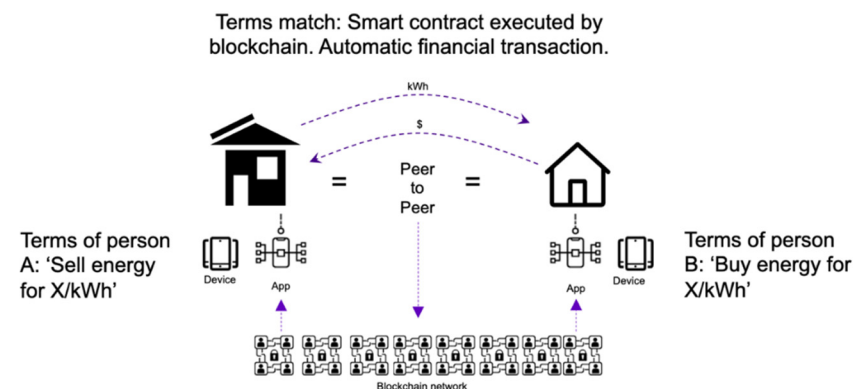 Terms match: Smart contract executed by
blockchain. Automatic financial transaction.
kWh
$
=
Peer
to
Peer
=
Terms of person
A: ‘Sell energy
for X/kWh’
Device
App
App
Device
Terms of person
B: ‘Buy energy for
X/kWh’
Blockchain network